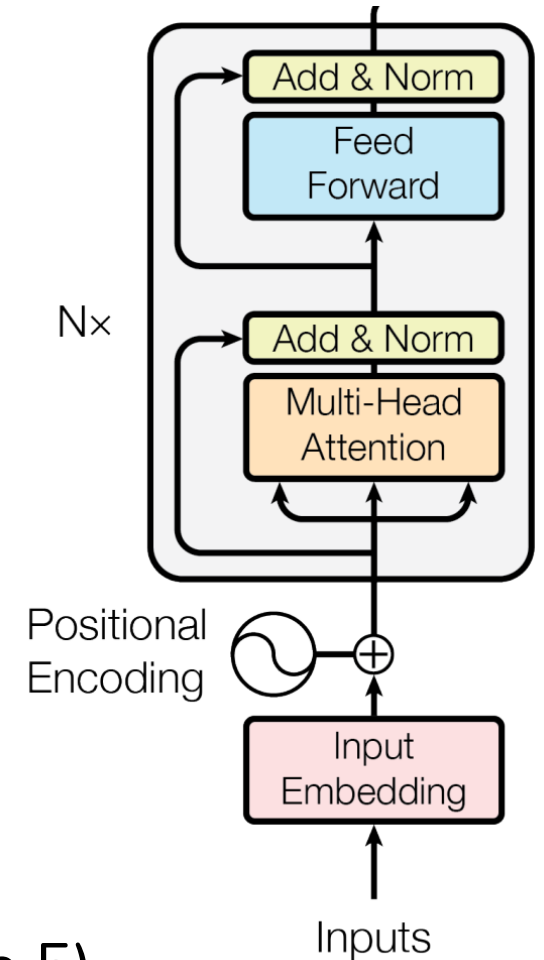 Add & Norm
Feed
Forward
N×
Add & Norm
Multi-Head
Attention
Positional
Encoding
Input
Embedding
Inputs